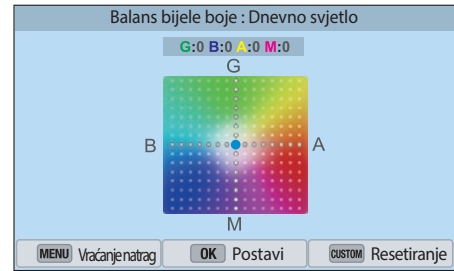 Balans bijele boje : Dnevno svjetlo
G:0 B:0 A:0 M:0
G
B A
M
MENU Vraćanje natrag OK Postavi CUSTOM Resetiranje